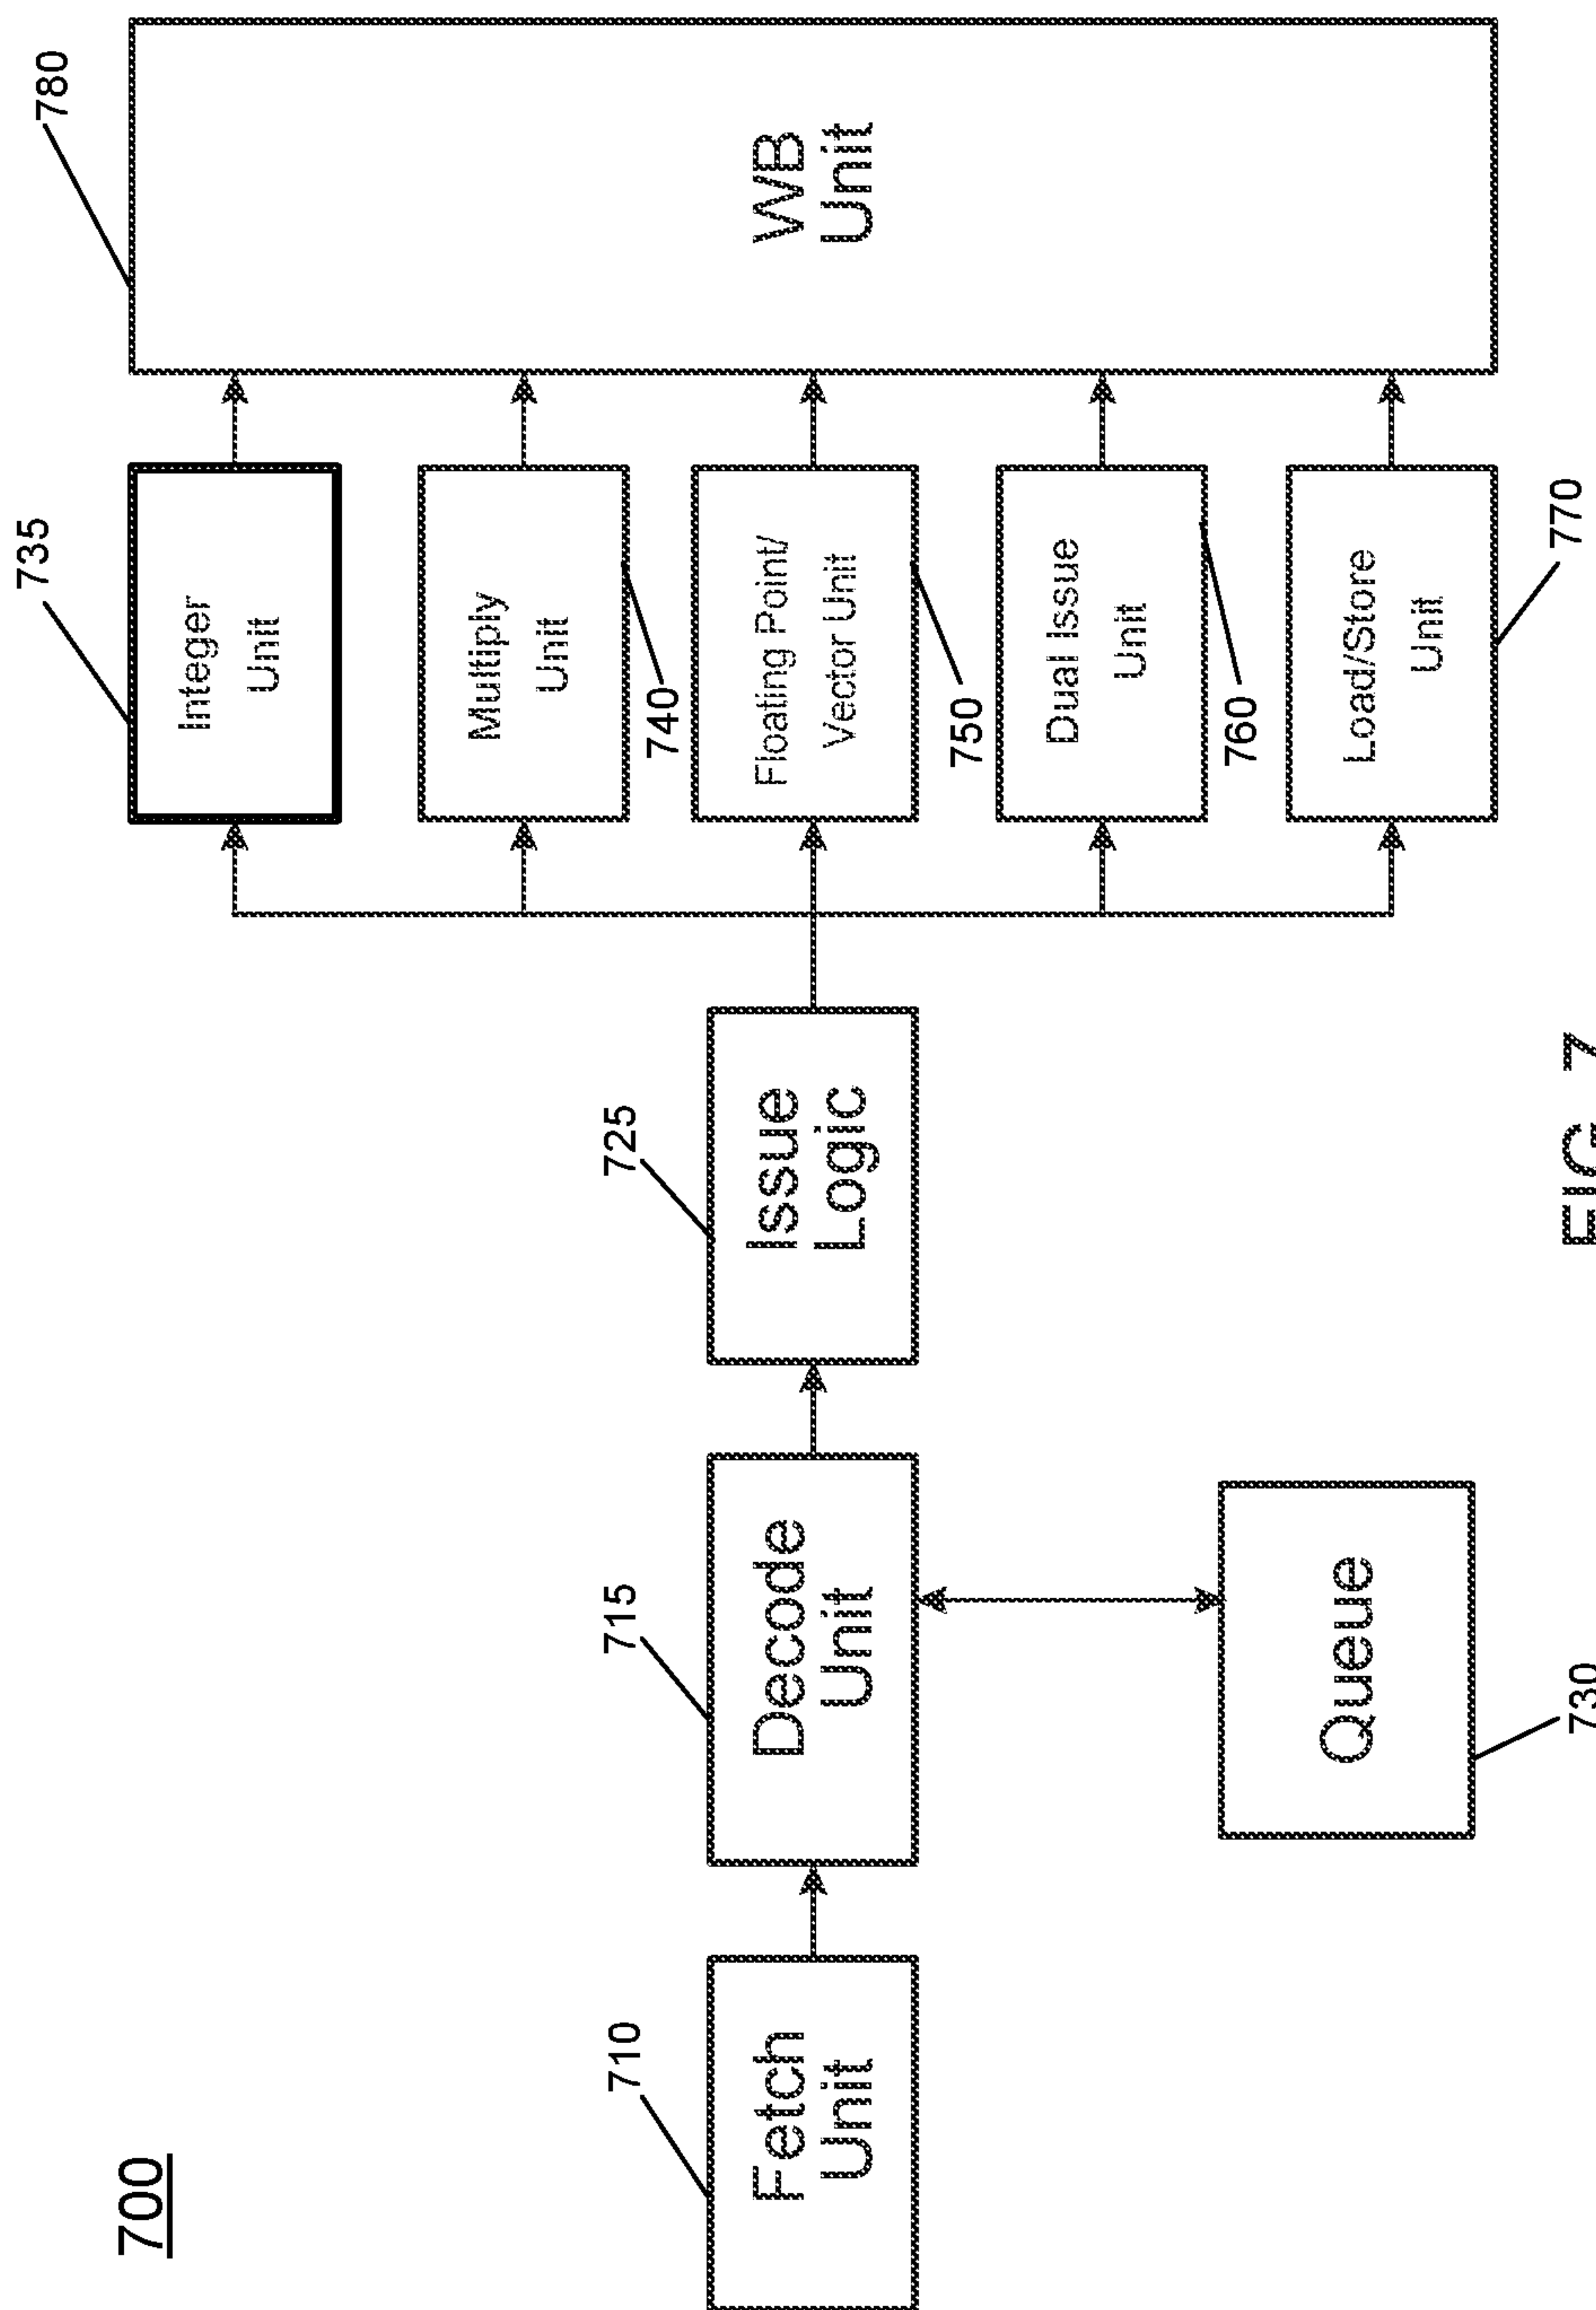 700
710
Fetch
Unit
715
Decode
Unit
Queue
730
725
Issue
Logic
735
Integer
Unit
Multiply
Unit
740
Floating Point/
Vector Unit
750
Dual Issue
Unit
760
Load/Store
Unit
770
780
WB
Unit
FIG. 7